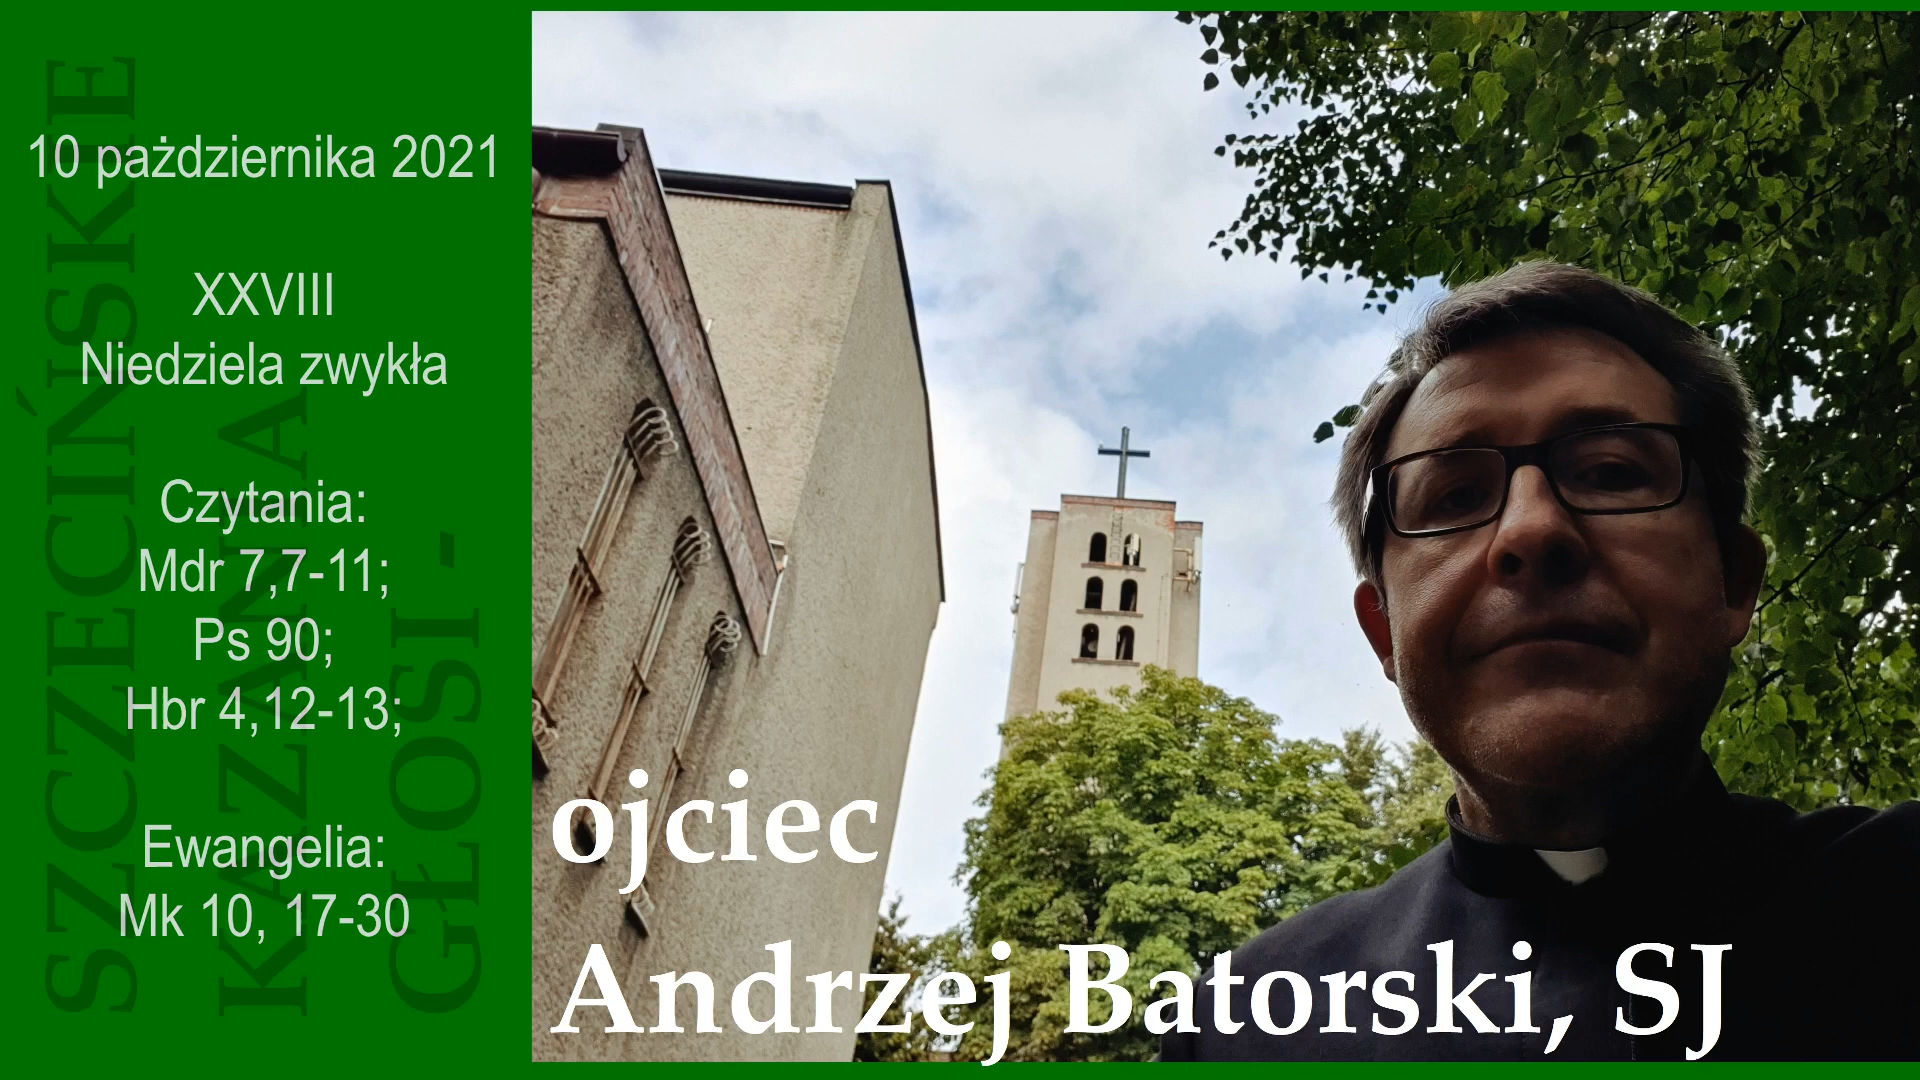 10 pażdziernika 2021
XXVIII
Niedziela zwykła
Czytania:
Mdr 7,7-11;
Ps 90;
Hbr 4,12-13;
Ewangelia:
Mk 10, 17-30
SZCZECIŃSKIE
KAZANIA
GŁOSI -
ojciec
Andrzej Batorski, SJ